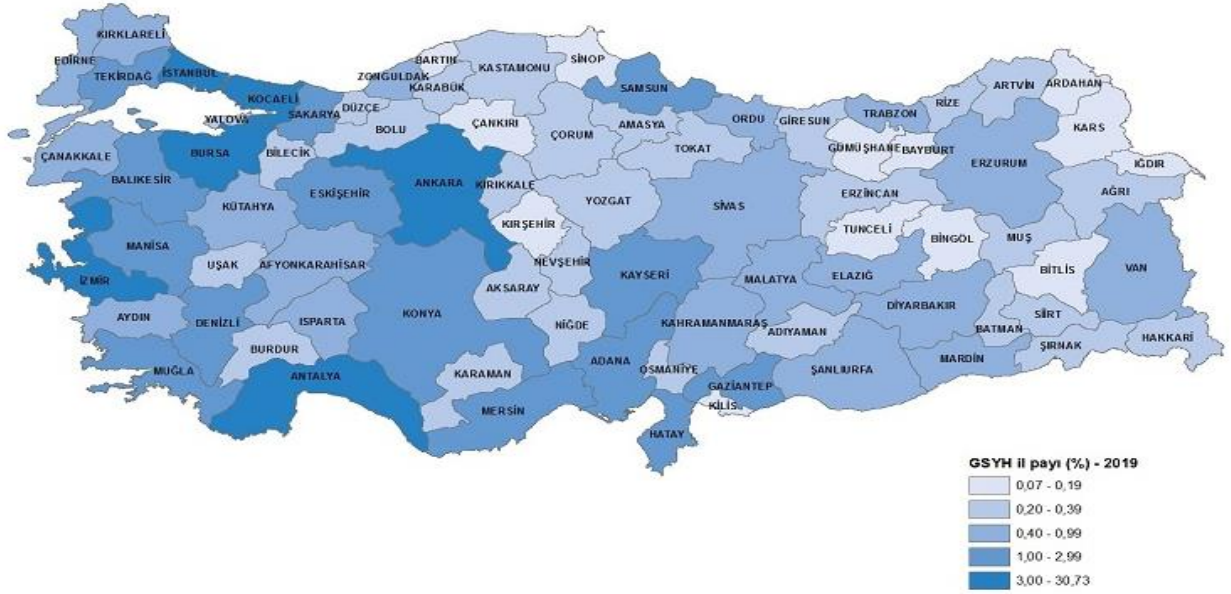 KIRKLARELİ
EDİRNE
TEKİRDAĞ
İSTANBUL
KOCAELİ
YALOVA
SAKARYA
DÜZCE
ZONGULDAK
BARTIN
KARABÜK
KASTAMONU
SİNOP
SAMSUN
BOLU
ÇANKIRI
ÇORUM
AMASYA
TOKAT
ORDU
GİRESUN
TRABZON
RİZE
ARTVİN
ARDAHAN
KARS
GÜMÜŞHANE
BAYBURT
ERZURUM
IĞDIR
AĞRI
ÇANAKKALE
BALIKESİR
BURSA
BİLECİK
ESKİŞEHİR
ANKARA
KIRIKKALE
KIRŞEHİR
YOZGAT
SİVAS
ERZİNCAN
TUNCELİ
BİNGÖL
MUŞ
BİTLİS
VAN
KÜTAHYA
MANİSA
UŞAK
AFYONKARAHİSAR
İZMİR
AYDIN
DENİZLİ
ISPARTA
BURDUR
KONYA
AKSARAY
NEVŞEHİR
KAYSERİ
NİĞDE
MALATYA
ELAZIĞ
DİYARBAKIR
BATMAN
SİİRT
ŞIRNAK
HAKKARİ
KAHRAMANMARAŞ
ADIYAMAN
ŞANLIURFA
MARDİN
MUĞLA
ANTALYA
KARAMAN
MERSİN
ADANA
OSMANİYE
GAZİANTEP
KİLİS
HATAY
GSYH il payı (%) - 2019
0,07 - 0,19
0,20 - 0,39
0,40 - 0,99
1,00 - 2,99
3,00 - 30,73